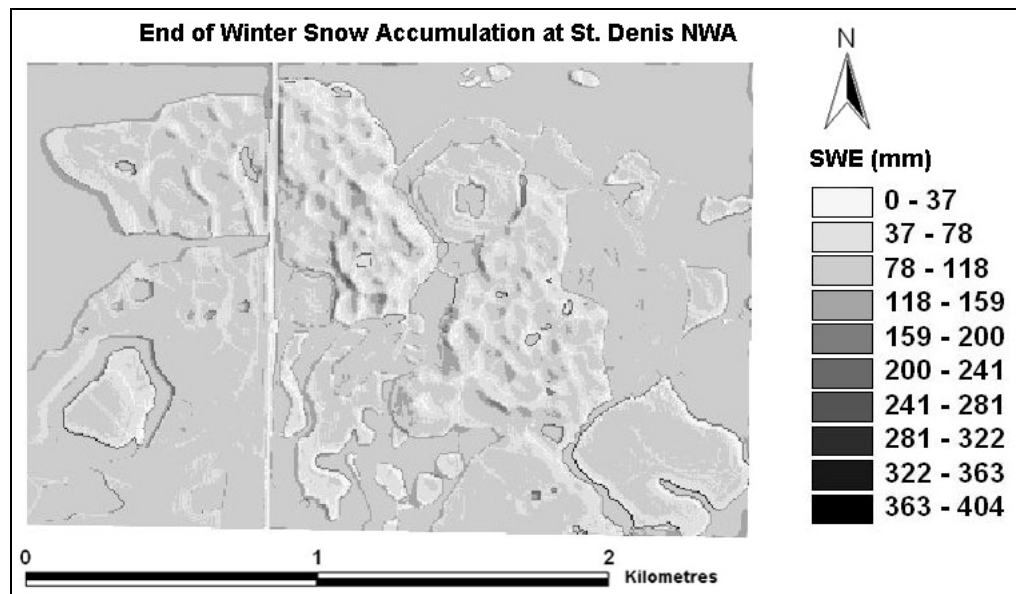 End of Winter Snow Accumulation at St. Denis NWA
N
SWE (mm)
0 - 37
37 - 78
78 - 118
118 - 159
159 - 200
200 - 241
241 - 281
281 - 322
322 - 363
363 - 404
0 1 2
Kilometres